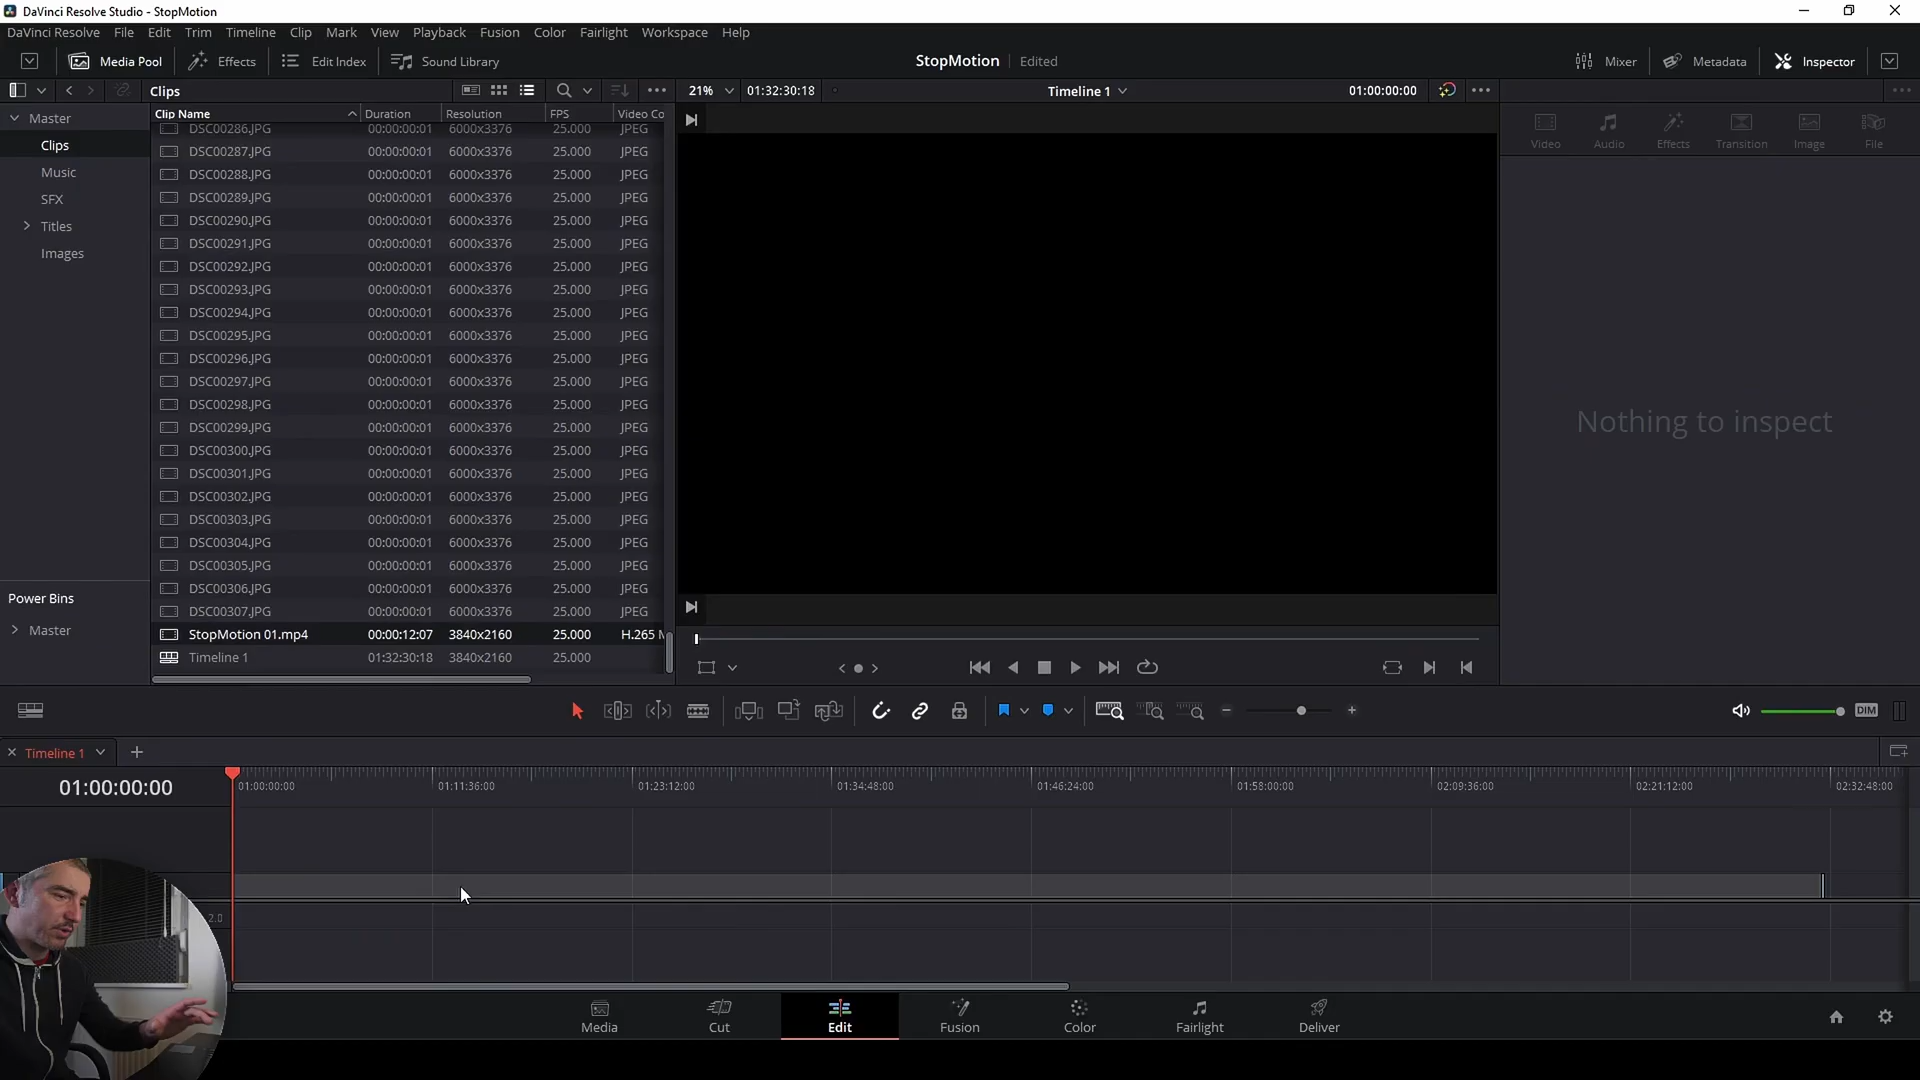 DaVinci Resolve Studio - StopMotion
DaVinci Resolve File Edit Trim Timeline Clip Mark View Playback Fusion Color Fairlight Workspace Help
Media Pool Effects Edit Index Sound Library StopMotion Edited Mixer Metadata Inspector
Clips 21% 01:32:30:18 Timeline 1 01:00:00:00
Clip Name Duration Resolution FPS Video Co
Master
Clips
Music
SFX
Titles
Images
Power Bins
Master
DSC00286.JPG 00:00:00:01 6000x3376 25.000 JPEG
DSC00287.JPG 00:00:00:01 6000x3376 25.000 JPEG
DSC00288.JPG 00:00:00:01 6000x3376 25.000 JPEG
DSC00289.JPG 00:00:00:01 6000x3376 25.000 JPEG
DSC00290.JPG 00:00:00:01 6000x3376 25.000 JPEG
DSC00291.JPG 00:00:00:01 6000x3376 25.000 JPEG
DSC00292.JPG 00:00:00:01 6000x3376 25.000 JPEG
DSC00293.JPG 00:00:00:01 6000x3376 25.000 JPEG
DSC00294.JPG 00:00:00:01 6000x3376 25.000 JPEG
DSC00295.JPG 00:00:00:01 6000x3376 25.000 JPEG
DSC00296.JPG 00:00:00:01 6000x3376 25.000 JPEG
DSC00297.JPG 00:00:00:01 6000x3376 25.000 JPEG
DSC00298.JPG 00:00:00:01 6000x3376 25.000 JPEG
DSC00299.JPG 00:00:00:01 6000x3376 25.000 JPEG
DSC00300.JPG 00:00:00:01 6000x3376 25.000 JPEG
DSC00301.JPG 00:00:00:01 6000x3376 25.000 JPEG
DSC00302.JPG 00:00:00:01 6000x3376 25.000 JPEG
DSC00303.JPG 00:00:00:01 6000x3376 25.000 JPEG
DSC00304.JPG 00:00:00:01 6000x3376 25.000 JPEG
DSC00305.JPG 00:00:00:01 6000x3376 25.000 JPEG
DSC00306.JPG 00:00:00:01 6000x3376 25.000 JPEG
DSC00307.JPG 00:00:00:01 6000x3376 25.000 JPEG
StopMotion 01.mp4 00:00:12:07 3840x2160 25.000 H.265 M
Timeline 1 01:32:30:18 3840x2160 25.000
Video Audio Effects Transition Image File
Nothing to inspect
DIM
Timeline 1
01:00:00:00
01:00:00:00 01:11:36:00 01:23:12:00 01:34:48:00 01:46:24:00 01:58:00:00 02:09:36:00 02:21:12:00 02:32:48:00
2.0
Media Cut Edit Fusion Color Fairlight Deliver